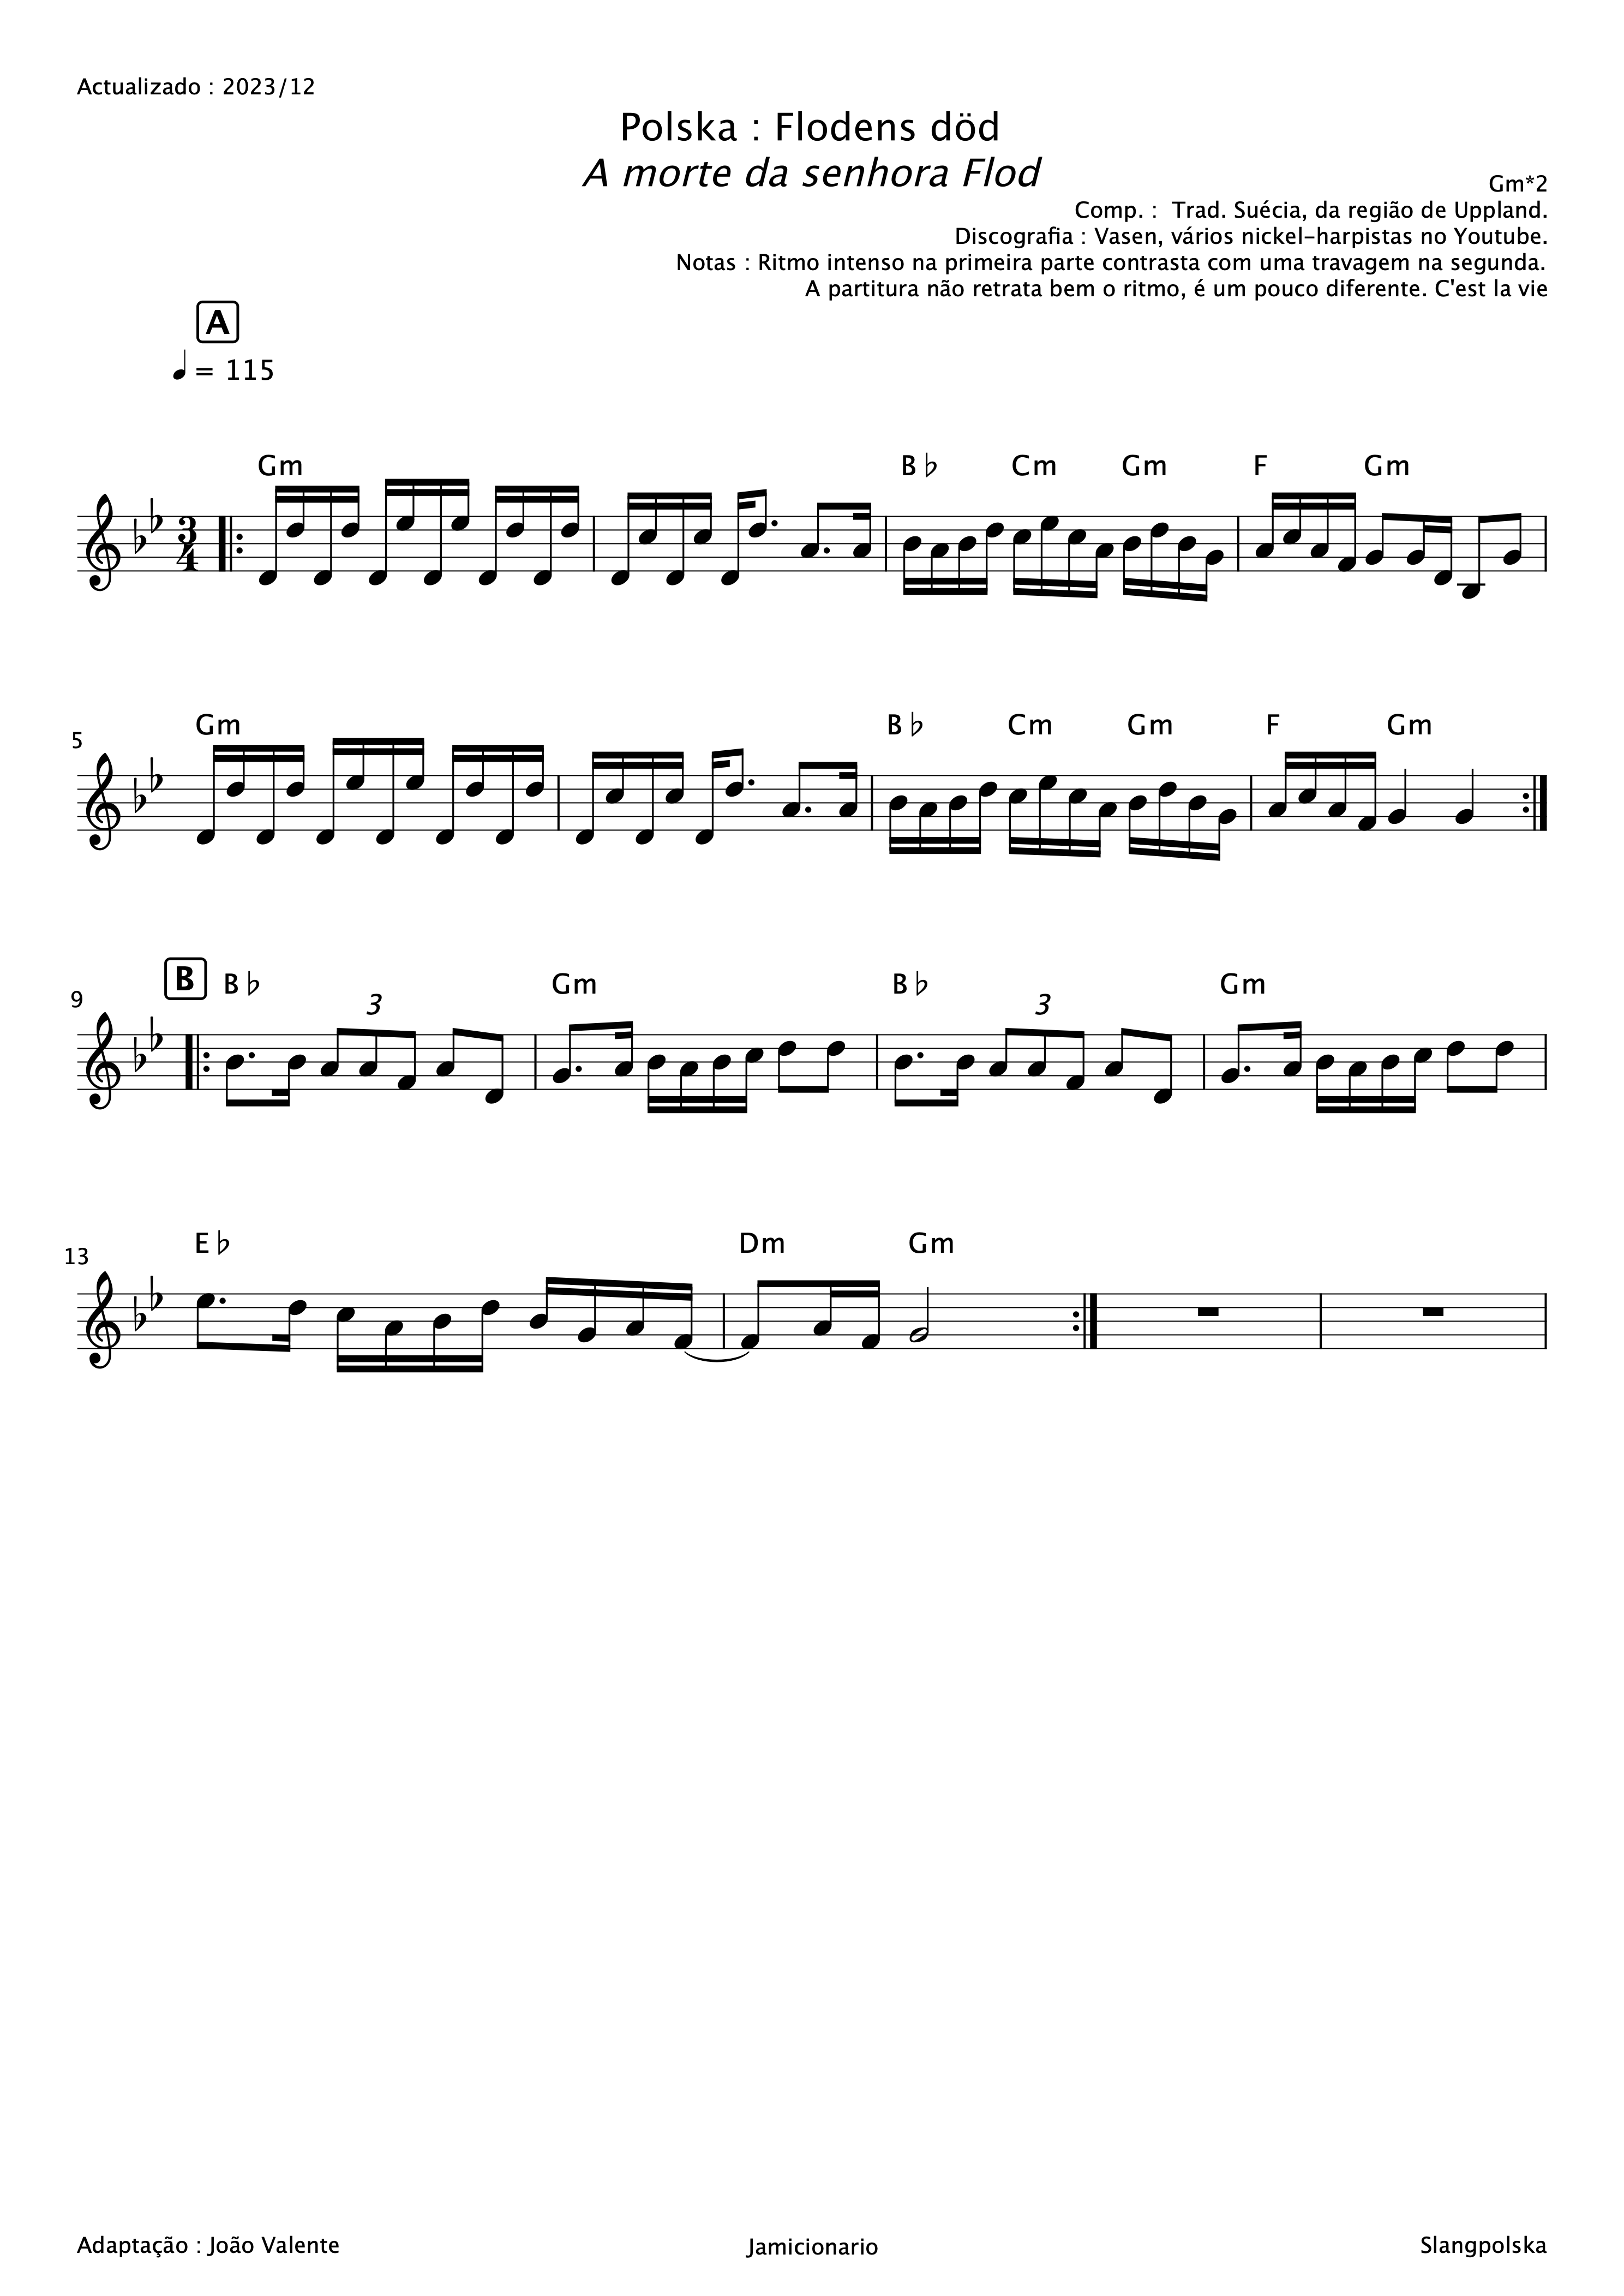 Actualizado : 2023/12
Polska : Flodens död
A morte da senhora Flod
Gm*2
Comp. :  Trad. Suécia, da região de Uppland.
Discografia : Vasen, vários nickel-harpistas no Youtube.
Notas : Ritmo intenso na primeira parte contrasta com uma travagem na segunda.
A partitura não retrata bem o ritmo, é um pouco diferente. C'est la vie
A
♩ = 115
Gm B♭ Cm Gm F Gm
3/4
Gm B♭ Cm Gm F Gm
5
B B♭ Gm B♭ Gm
9 3 3
E♭ Dm Gm
13
Adaptação : João Valente
Jamicionario
Slangpolska